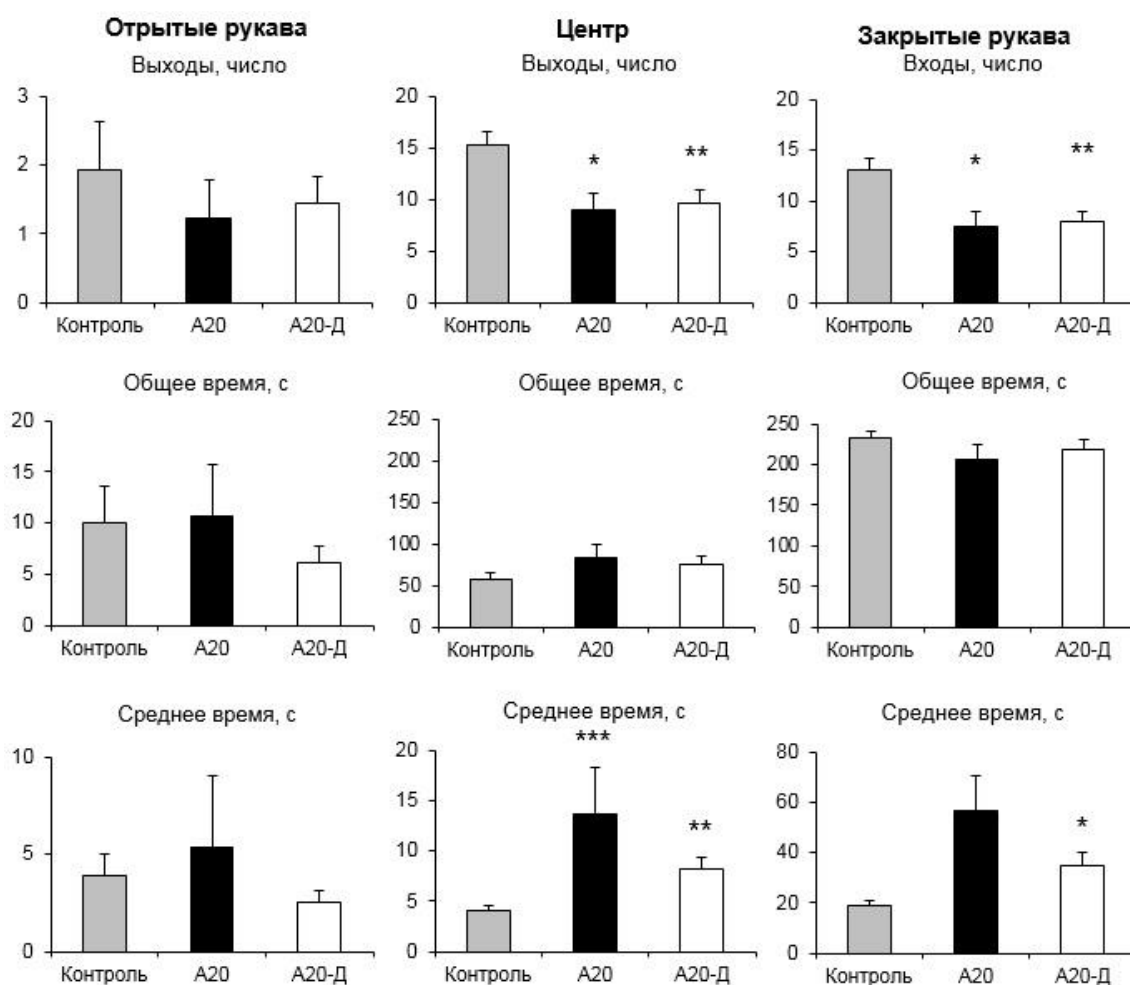 Отрытые рукава
Выходы, число
3
2
1
0
Контроль А20 А20-Д
Центр
Выходы, число
20
15
10
5
0
* **
Контроль А20 А20-Д
Закрытые рукава
Входы, число
20
15
10
5
0
* **
Контроль А20 А20-Д
Общее время, с
20
15
10
5
0
Контроль А20 А20-Д
Общее время, с
250
200
150
100
50
0
Контроль А20 А20-Д
Общее время, с
250
200
150
100
50
0
Контроль А20 А20-Д
Среднее время, с
10
5
0
Контроль А20 А20-Д
Среднее время, с
20
15
10
5
0
***
**
Контроль А20 А20-Д
Среднее время, с
80
60
40
20
0
*
Контроль А20 А20-Д